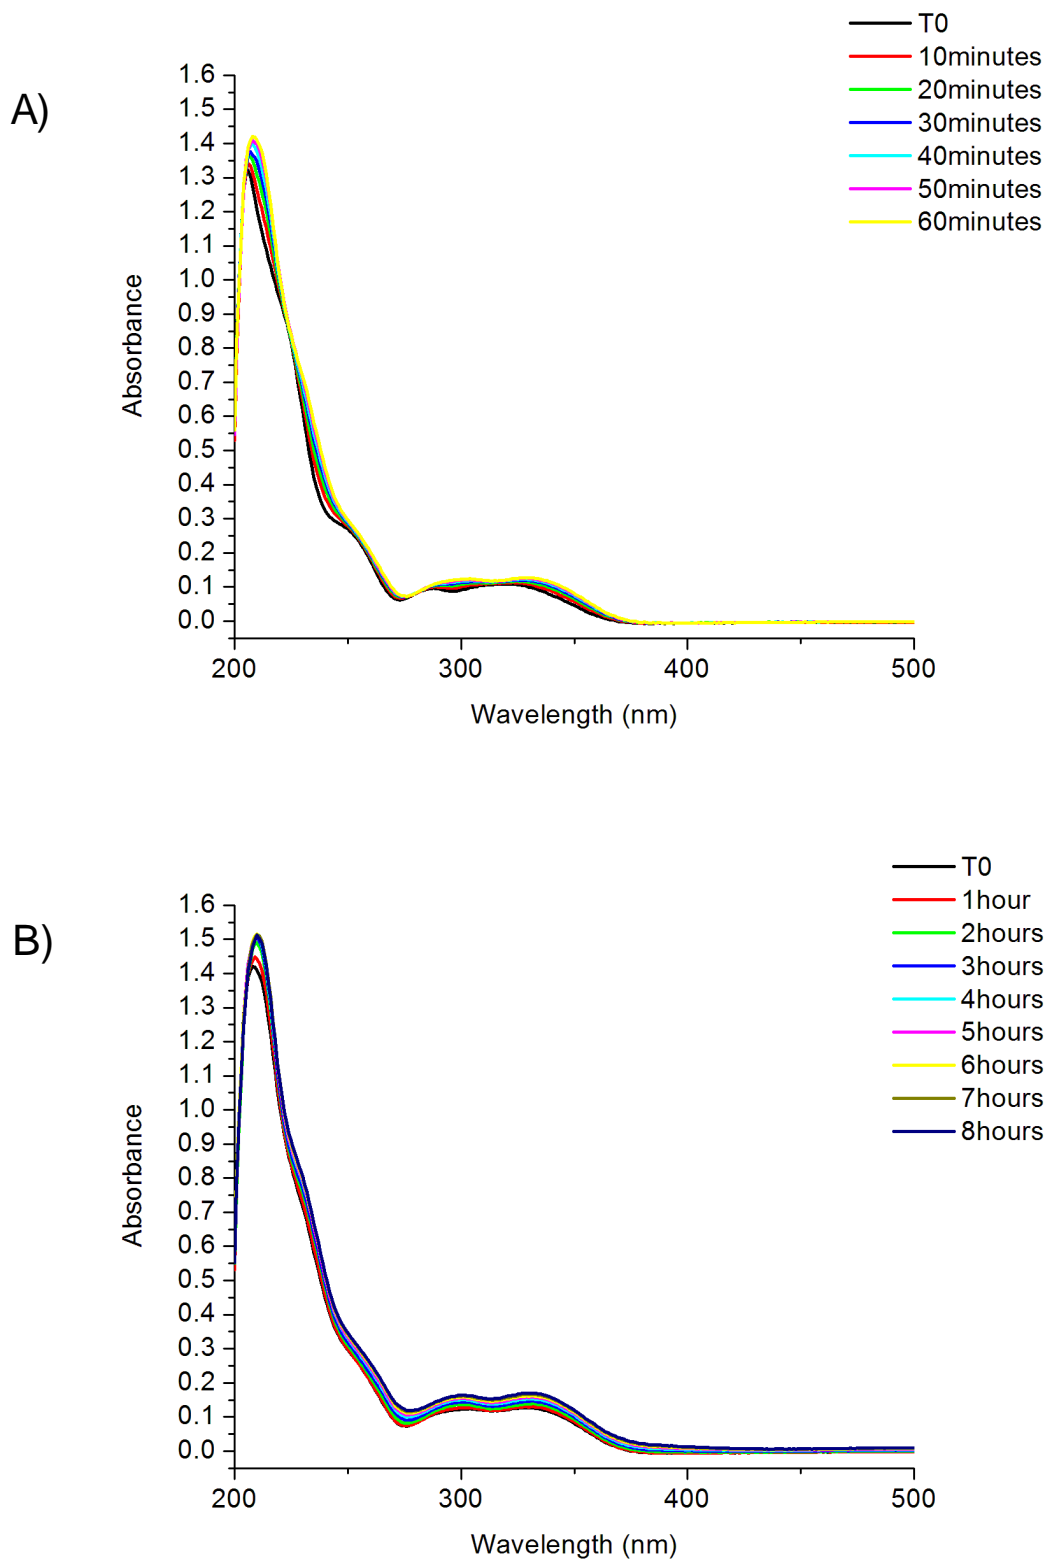 A)
T0
10minutes
20minutes
30minutes
40minutes
50minutes
60minutes
1.6
1.5
1.4
1.3
1.2
1.1
1.0
0.9
0.8
0.7
0.6
0.5
0.4
0.3
0.2
0.1
0.0
Absorbance
200 300 400 500
Wavelength (nm)
B)
T0
1hour
2hours
3hours
4hours
5hours
6hours
7hours
8hours
1.6
1.5
1.4
1.3
1.2
1.1
1.0
0.9
0.8
0.7
0.6
0.5
0.4
0.3
0.2
0.1
0.0
Absorbance
200 300 400 500
Wavelength (nm)